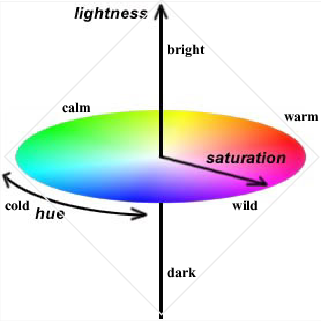 lightness
bright
calm
warm
saturation
cold
hue
wild
dark